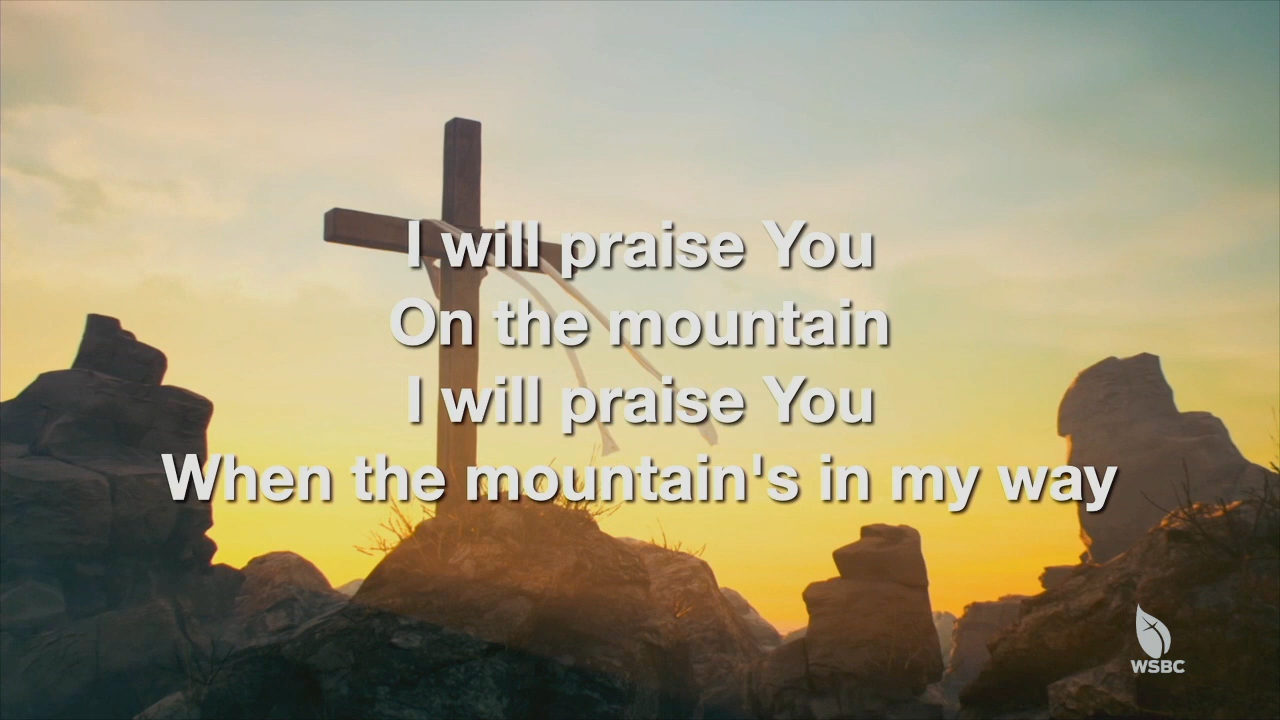 I will praise You
On the mountain
I will praise You
When the mountain's in my way
WSBC